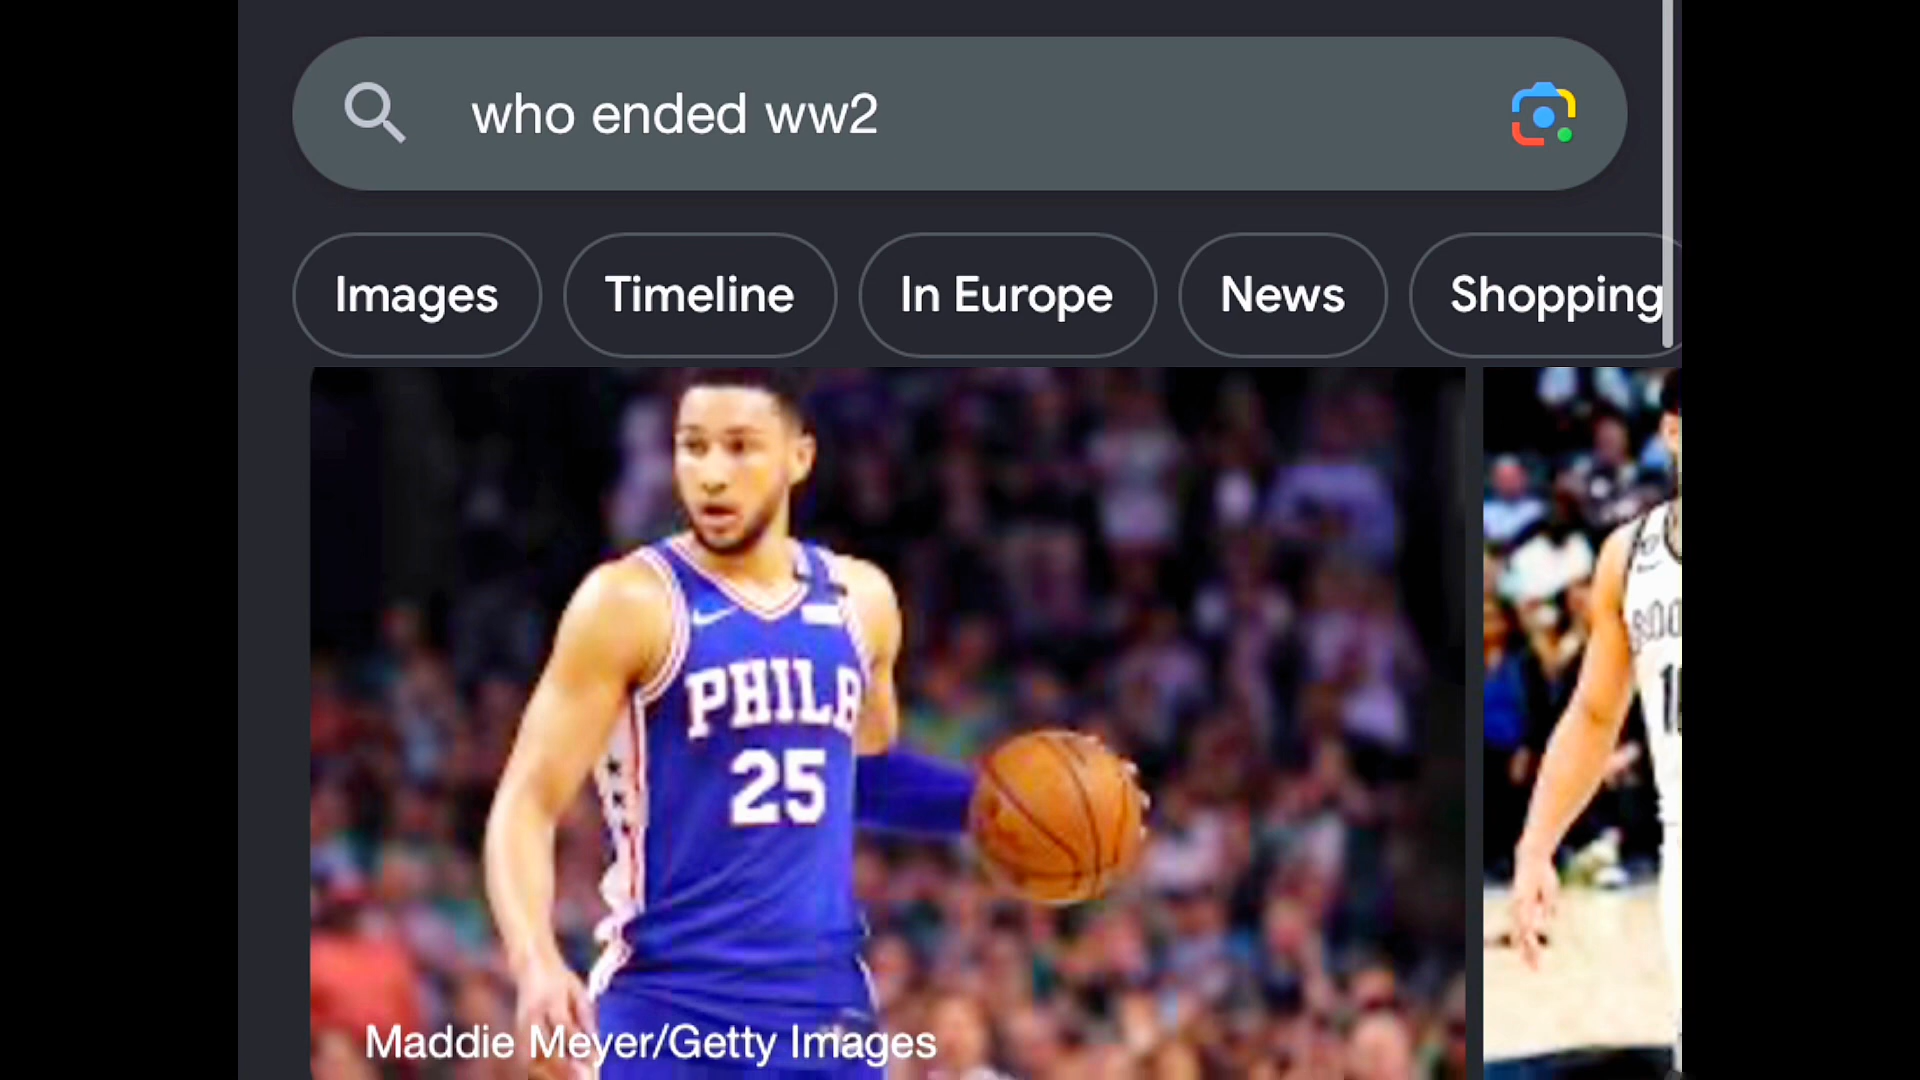 who ended ww2
Images
Timeline
In Europe
News
Shopping
PHILA
25
Maddie Meyer/Getty Images